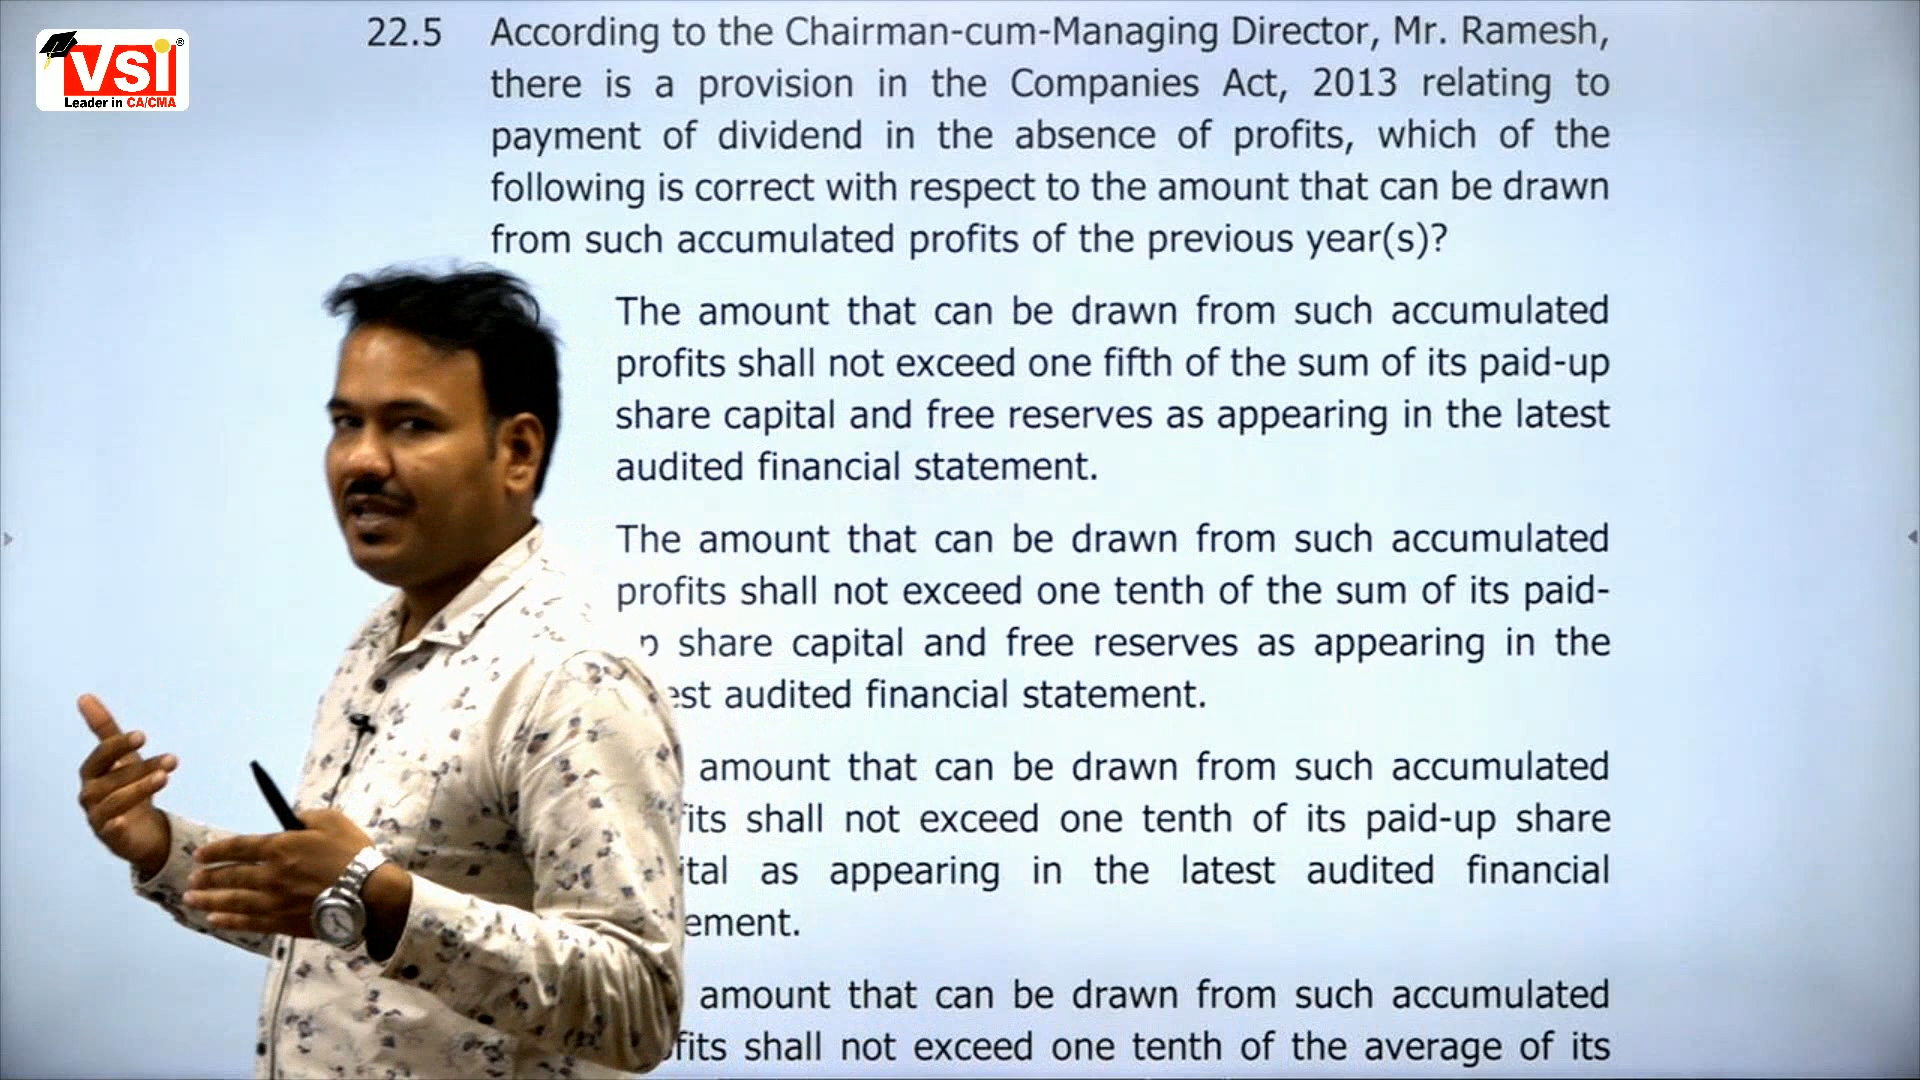 VSI
Leader in CA/CMA
22.5 According to the Chairman-cum-Managing Director, Mr. Ramesh,
there is a provision in the Companies Act, 2013 relating to
payment of dividend in the absence of profits, which of the
following is correct with respect to the amount that can be drawn
from such accumulated profits of the previous year(s)?
The amount that can be drawn from such accumulated
profits shall not exceed one fifth of the sum of its paid-up
share capital and free reserves as appearing in the latest
audited financial statement.
The amount that can be drawn from such accumulated
profits shall not exceed one tenth of the sum of its paid-
share capital and free reserves as appearing in the
audited financial statement.
amount that can be drawn from such accumulated
shall not exceed one tenth of its paid-up share
as appearing in the latest audited financial
amount that can be drawn from such accumulated
shall not exceed one tenth of the average of its